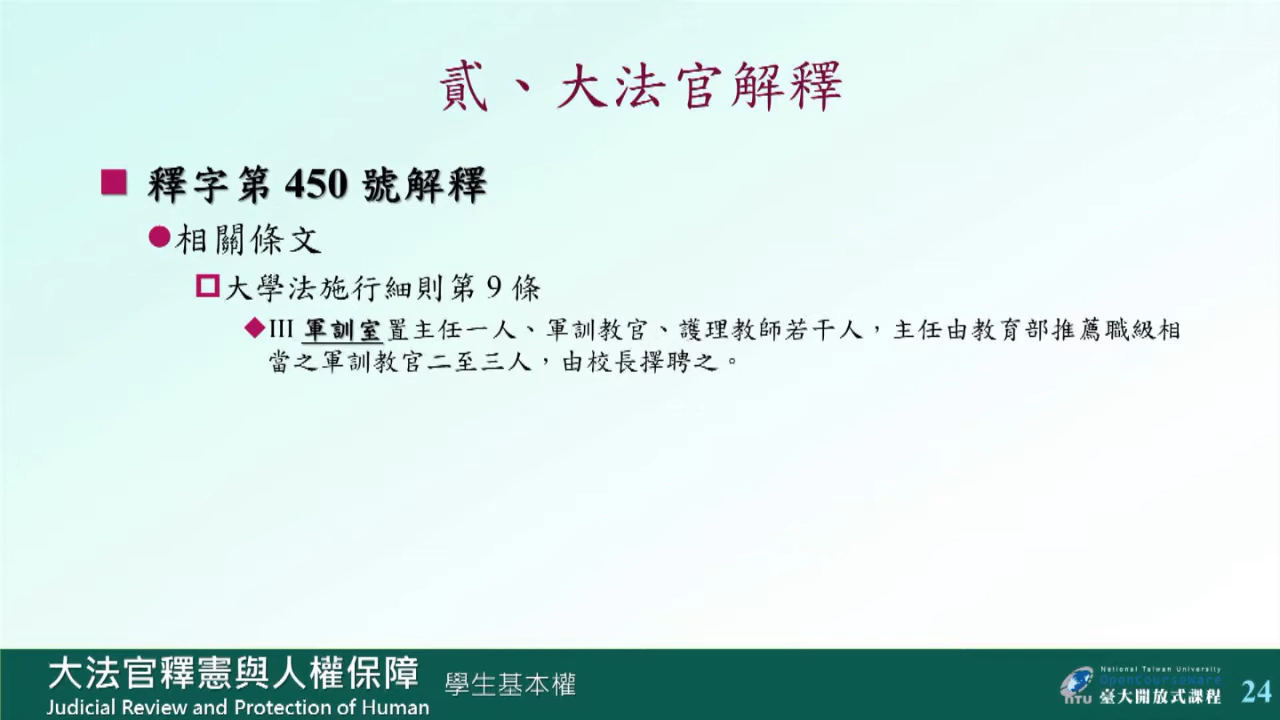 貳、大法官解釋
釋字第 450 號解釋
相關條文
大學法施行細則第 9 條
III 軍訓室置主任一人、軍訓教官、護理教師若干人，主任由教育部推薦職級相
當之軍訓教官二至三人，由校長擇聘之。
大法官釋憲與人權保障 學生基本權
Judicial Review and Protection of Human
National Taiwan University
OpenCourseWare
NTU 臺大開放式課程 24